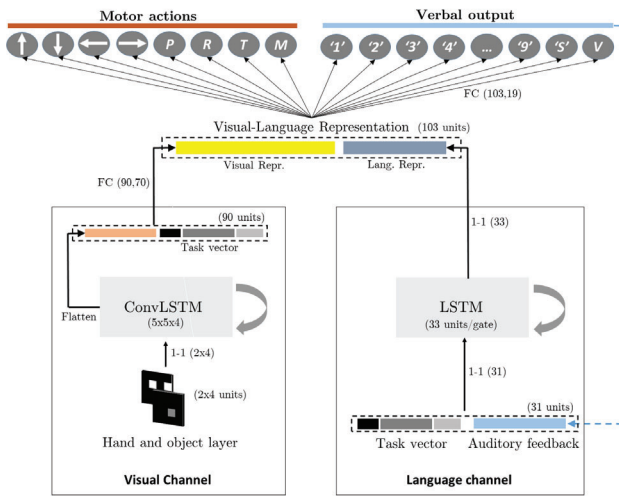 Motor actions
Verbal output
P R T M '1' '2' '3' '4' ... '9' 'S' V
FC (103,19)
Visual-Language Representation (103 units)
Visual Repr.
Lang. Repr.
FC (90,70)
(90 units)
Task vector
Flatten
ConvLSTM
(5x5x4)
1-1 (2x4)
(2x4 units)
Hand and object layer
Visual Channel
1-1 (33)
LSTM
(33 units/gate)
1-1 (31)
(31 units)
Task vector
Auditory feedback
Language channel